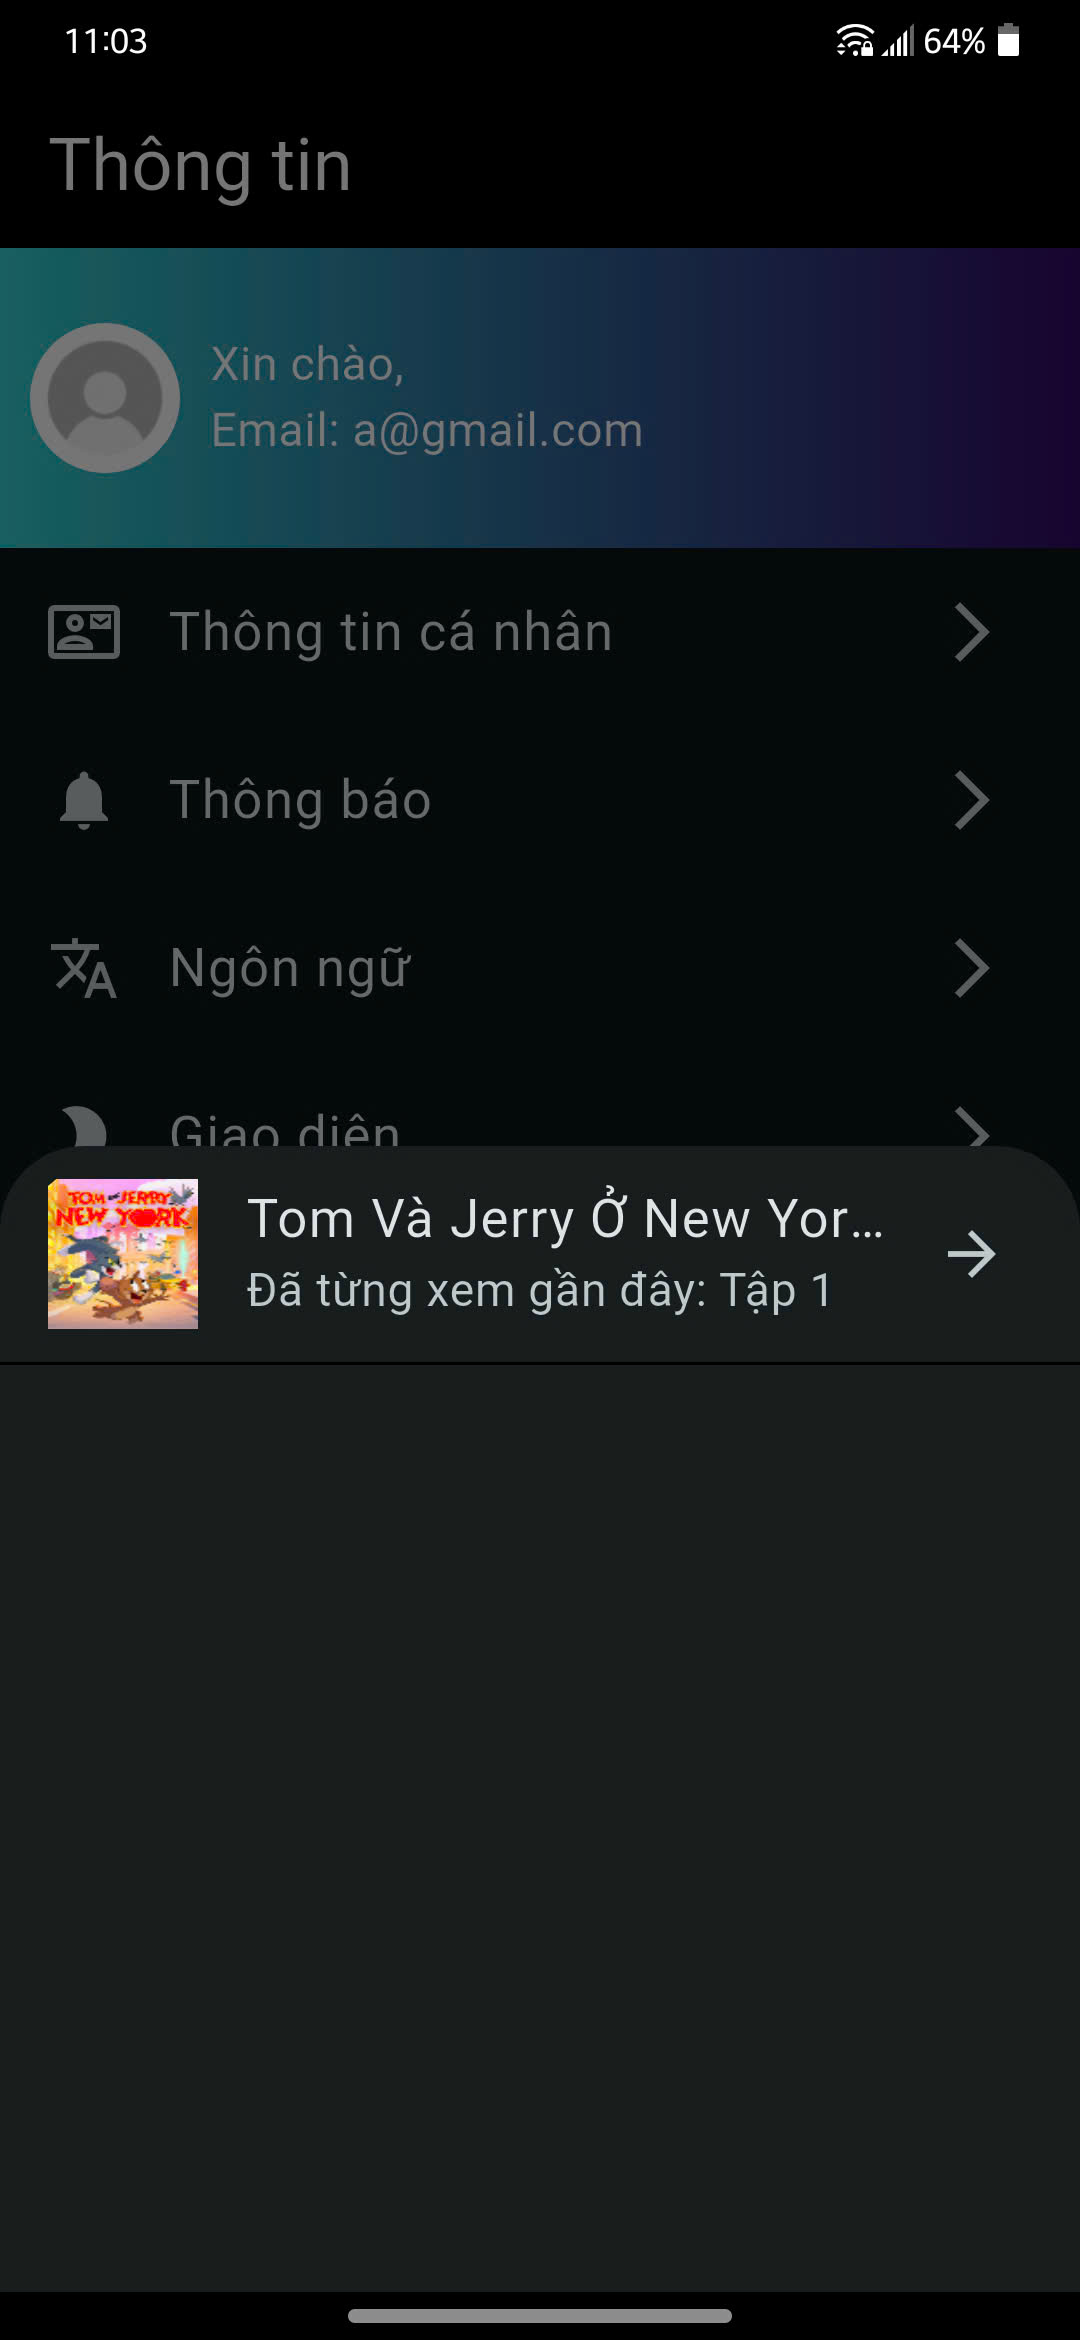 11:03
64%
Thông tin
Xin chào,
Email: a@gmail.com
Thông tin cá nhân
Thông báo
Ngôn ngữ
Giao diện
TOM AND JERRY
NEW YORK
Tom Và Jerry Ở New Yor...
Đã từng xem gần đây: Tập 1